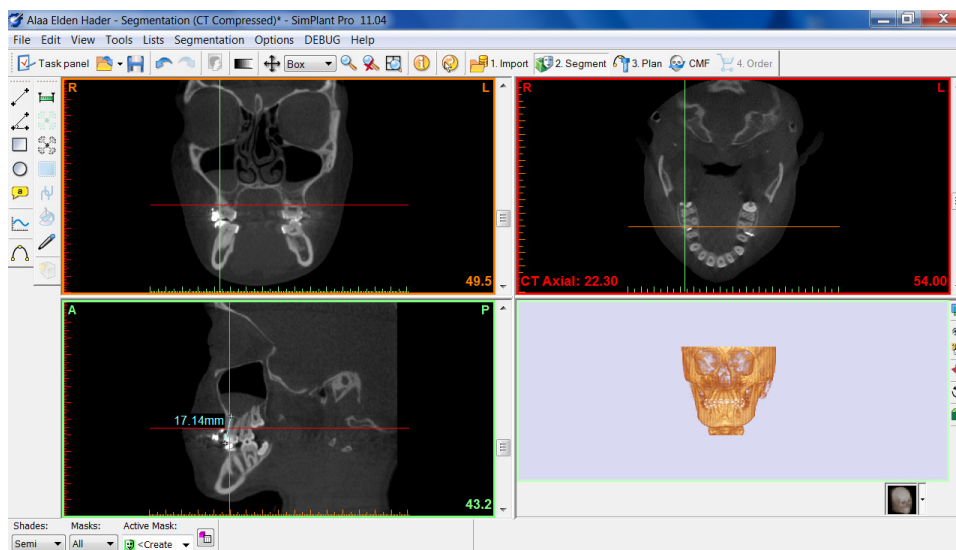 Alaa Elden Hader - Segmentation (CT Compressed)* - SimPlant Pro 11.04
File Edit View Tools Lists Segmentation Options DEBUG Help
Task panel Box 1. Import 2. Segment 3. Plan CMF 4. Order
R L
49.5
R L
CT Axial: 22.30 54.00
a
A P
17.14mm
43.2
Shades: Masks: Active Mask:
Semi All <Create